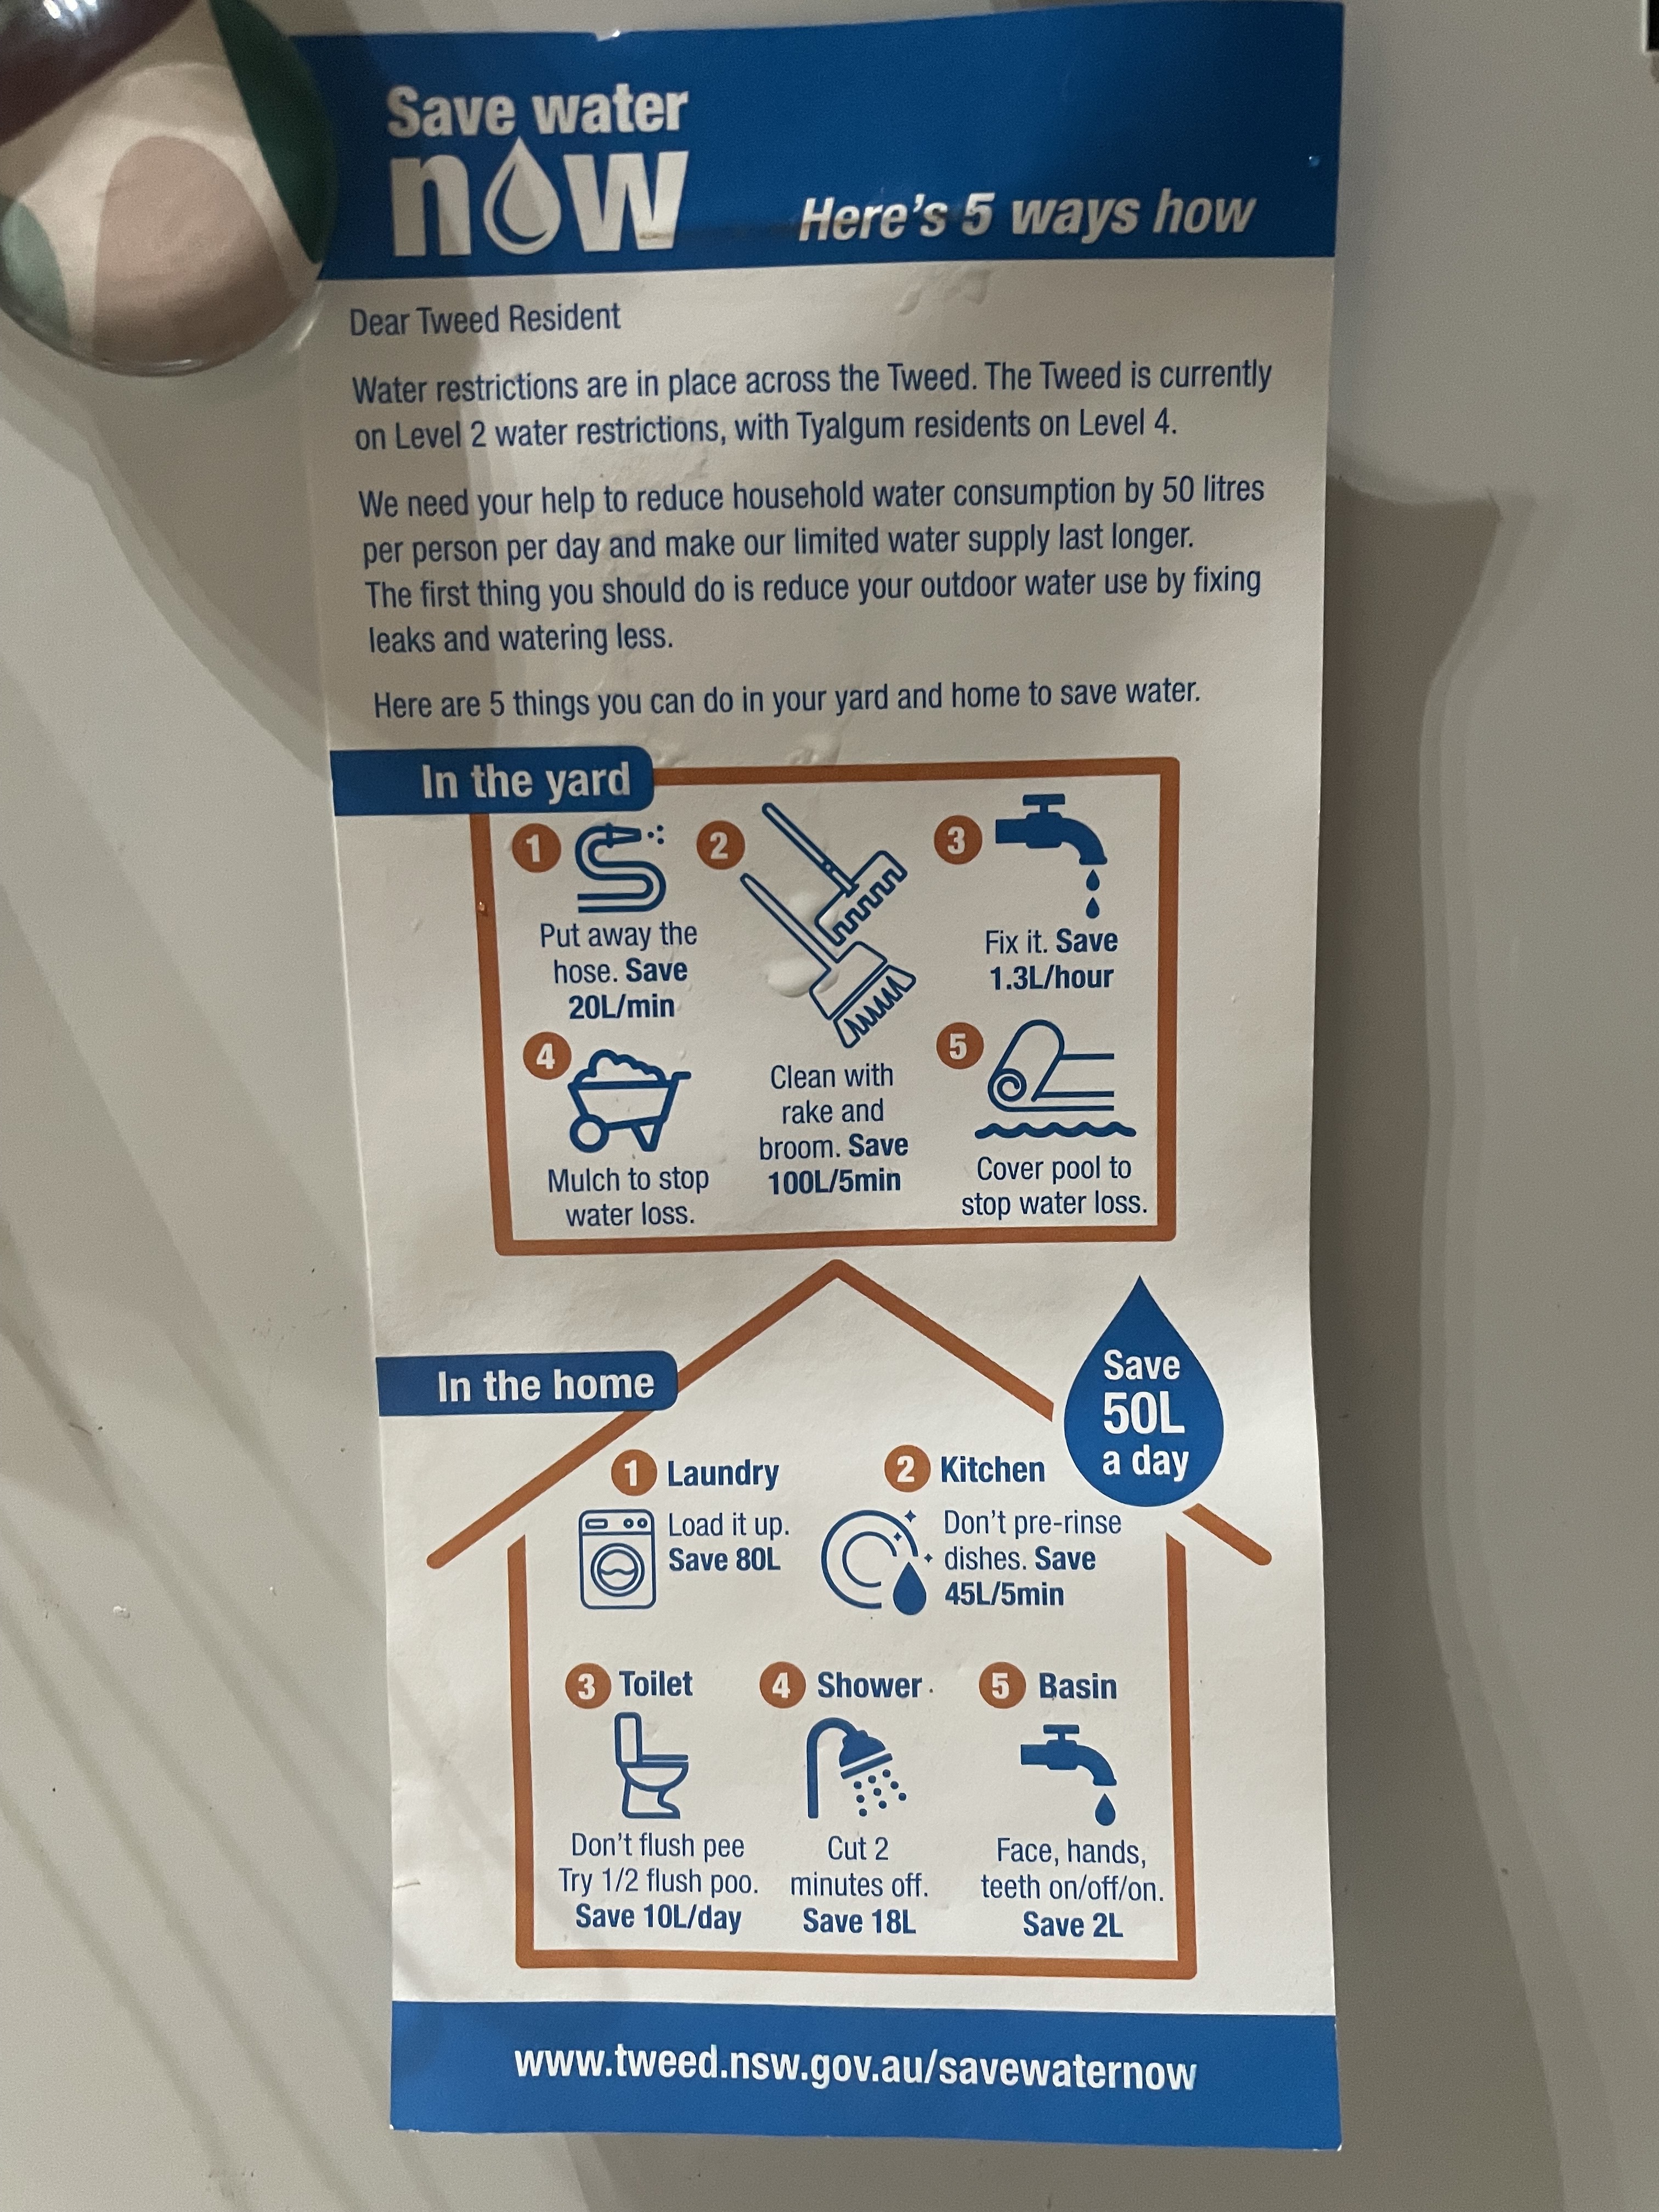 Save water
now
Here's 5 ways how
Dear Tweed Resident
Water restrictions are in place across the Tweed. The Tweed is currently
on Level 2 water restrictions, with Tyalgum residents on Level 4.
We need your help to reduce household water consumption by 50 litres
per person per day and make our limited water supply last longer.
The first thing you should do is reduce your outdoor water use by fixing
leaks and watering less.
Here are 5 things you can do in your yard and home to save water.
In the yard
1
Put away the
hose. Save
20L/min
2
Clean with
rake and
broom. Save
100L/5min
3
Fix it. Save
1.3L/hour
4
Mulch to stop
water loss.
5
Cover pool to
stop water loss.
In the home
Save
50L
a day
1 Laundry
Load it up.
Save 80L
2 Kitchen
Don't pre-rinse
dishes. Save
45L/5min
3 Toilet
Don't flush pee
Try 1/2 flush poo.
Save 10L/day
4 Shower
Cut 2
minutes off.
Save 18L
5 Basin
Face, hands,
teeth on/off/on.
Save 2L
www.tweed.nsw.gov.au/savewaternow